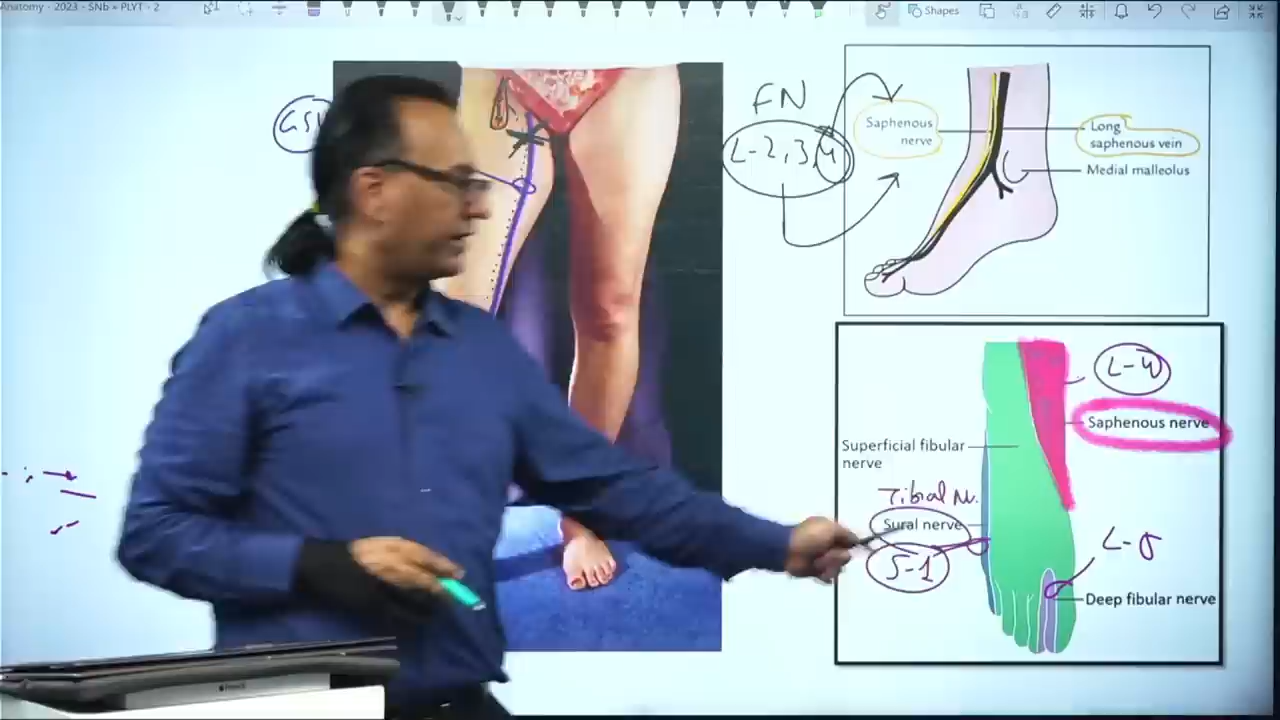 Anatomy - 2023 - SNb » PLYT - 2
Shapes
GS
FN
L-2,3,4
Saphenous
nerve
Long
saphenous vein
Medial malleolus
L-4
Saphenous nerve
Superficial fibular
nerve
Tibial N.
Sural nerve
S-1
L-5
Deep fibular nerve